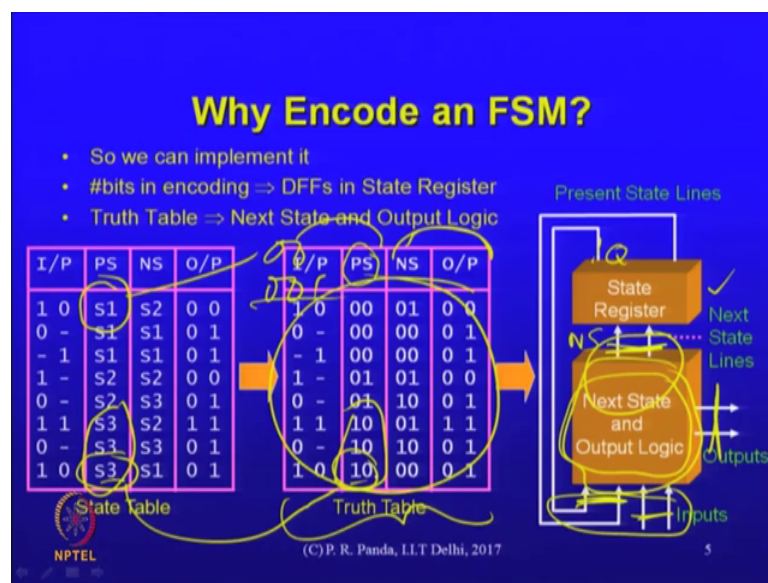 Why Encode an FSM?
• So we can implement it
• #bits in encoding ⇒ DFFs in State Register
• Truth Table ⇒ Next State and Output Logic
I/P PS NS O/P
1 0 s1 s2 0 0
0 - s1 s1 0 1
- 1 s1 s1 0 1
1 - s2 s2 0 0
0 - s2 s3 0 1
1 1 s3 s2 1 1
0 - s3 s3 0 1
1 0 s3 s1 0 1
State Table
I/P PS NS O/P
1 0 00 01 0 0
0 - 00 00 0 1
- 1 00 00 0 1
1 - 01 01 0 0
0 - 01 10 0 1
1 1 10 01 1 1
0 - 10 10 0 1
1 0 10 00 0 1
Truth Table
Present State Lines
State
Register
NS
Next
State
Lines
Next State
and
Output Logic
Outputs
Inputs
NPTEL
(C) P. R. Panda, I.I.T Delhi, 2017
5